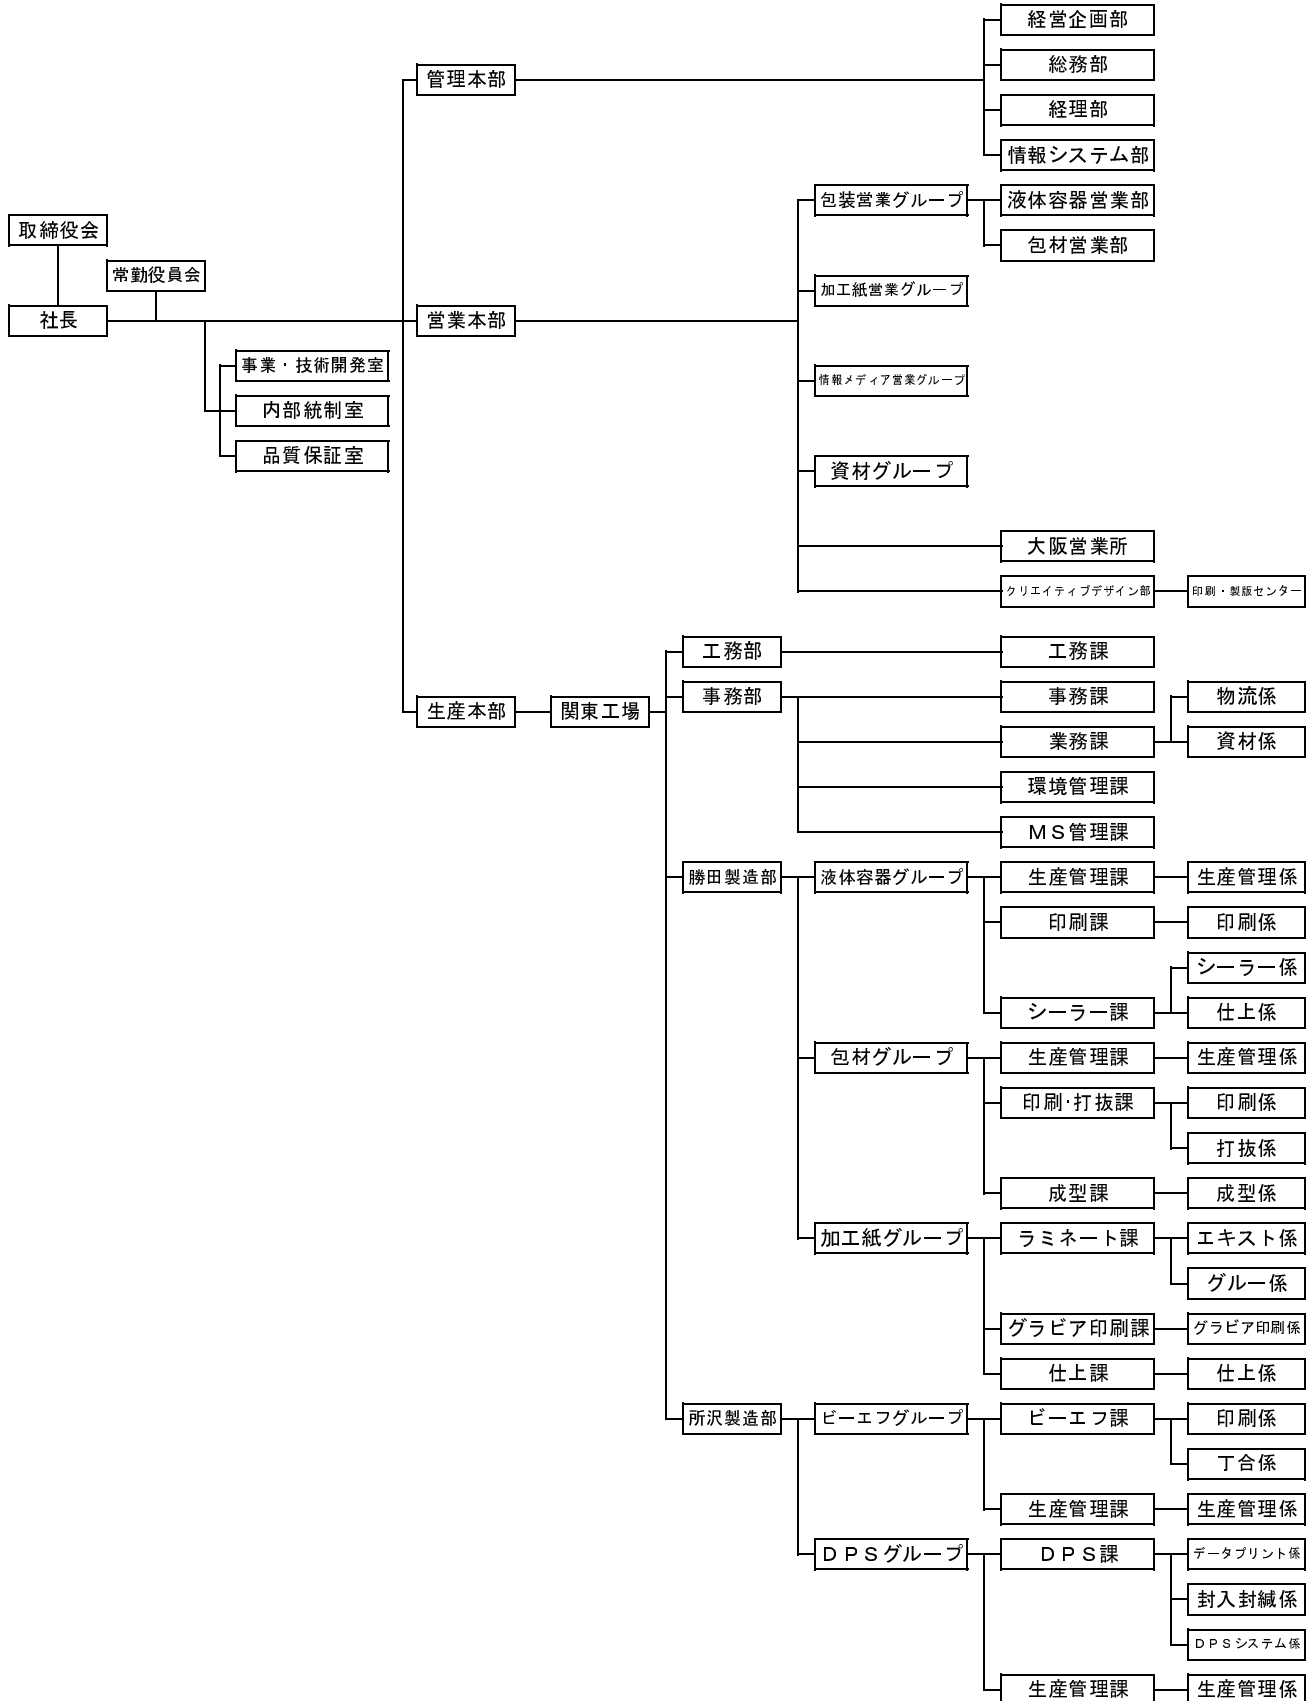 経営企画部
総務部
管理本部
経理部
情報システム部
包装営業グループ
液体容器営業部
取締役会
包材営業部
常勤役員会
加工紙営業グループ
社長
営業本部
事業・技術開発室
情報メディア営業グループ
内部統制室
品質保証室
資材グループ
大阪営業所
クリエイティブデザイン部
印刷・製版センター
工務部
工務課
事務部
事務課
物流係
生産本部
関東工場
業務課
資材係
環境管理課
ＭＳ管理課
勝田製造部
液体容器グループ
生産管理課
生産管理係
印刷課
印刷係
シーラー係
シーラー課
仕上係
包材グループ
生産管理課
生産管理係
印刷・打抜課
印刷係
打抜係
成型課
成型係
加工紙グループ
ラミネート課
エキスト係
グルー係
グラビア印刷課
グラビア印刷係
仕上課
仕上係
所沢製造部
ビーエフグループ
ビーエフ課
印刷係
丁合係
生産管理課
生産管理係
ＤＰＳグループ
ＤＰＳ課
データプリント係
封入封緘係
ＤＰＳシステム係
生産管理課
生産管理係